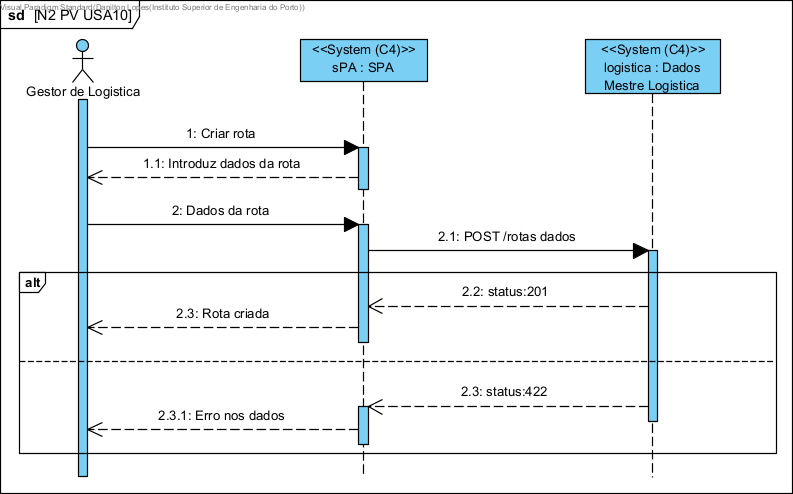 Visual Paradigm Standard(Danilton Lopes(Instituto Superior de Engenharia do Porto))
sd [N2 PV USA10]
<<System (C4)>>
sPA : SPA
<<System (C4)>>
logistica : Dados
Mestre Logistica
Gestor de Logistica
1: Criar rota
1.1: Introduz dados da rota
2: Dados da rota
2.1: POST /rotas dados
alt
2.2: status:201
2.3: Rota criada
2.3: status:422
2.3.1: Erro nos dados